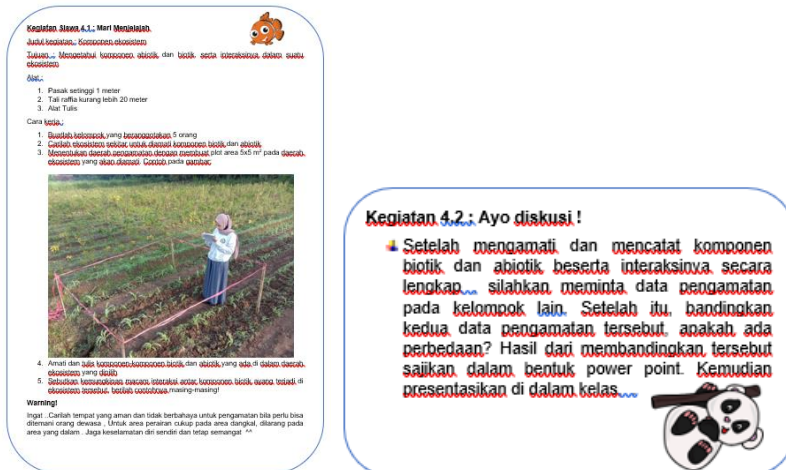 Kegiatan Siswa 4.1 : Mari Menjelajah
Judul kegiatan : Komponen ekosistem
Tujuan : Mengetahui komponen abiotik dan biotik serta interaksinya dalam suatu
ekosistem
Alat :
1. Pasak setinggi 1 meter
2. Tali raffia kurang lebih 20 meter
3. Alat Tulis
Cara kerja :
1. Buatlah kelompok yang beranggotakan 5 orang
2. Carilah ekosistem sekitar untuk diamati komponen biotik dan abiotik
3. Menentukan daerah pengamatan dengan membuat plot area 5x5 m² pada daerah
ekosistem yang akan diamati. Contoh pada gambar:
4. Amati dan tulis komponen-komponen biotik dan abiotik yang ada di dalam daerah
ekosistem yang dipilih
5. Sebutkan kemungkinan macam interaksi antar komponen biotik yang terjadi di
ekosistem tersebut, berilah contohnya masing-masing!
Warning!
Ingat ..Carilah tempat yang aman dan tidak berbahaya untuk pengamatan bila perlu bisa
ditemani orang dewasa . Untuk area perairan cukup pada area dangkal, dilarang pada
area yang dalam . Jaga keselamatan diri sendiri dan tetap semangat ^^
Kegiatan 4.2 : Ayo diskusi !
Setelah mengamati dan mencatat komponen
biotik dan abiotik beserta interaksinya secara
lengkap , silahkan meminta data pengamatan
pada kelompok lain. Setelah itu, bandingkan
kedua data pengamatan tersebut, apakah ada
perbedaan? Hasil dari membandingkan tersebut
sajikan dalam bentuk power point. Kemudian
presentasikan di dalam kelas